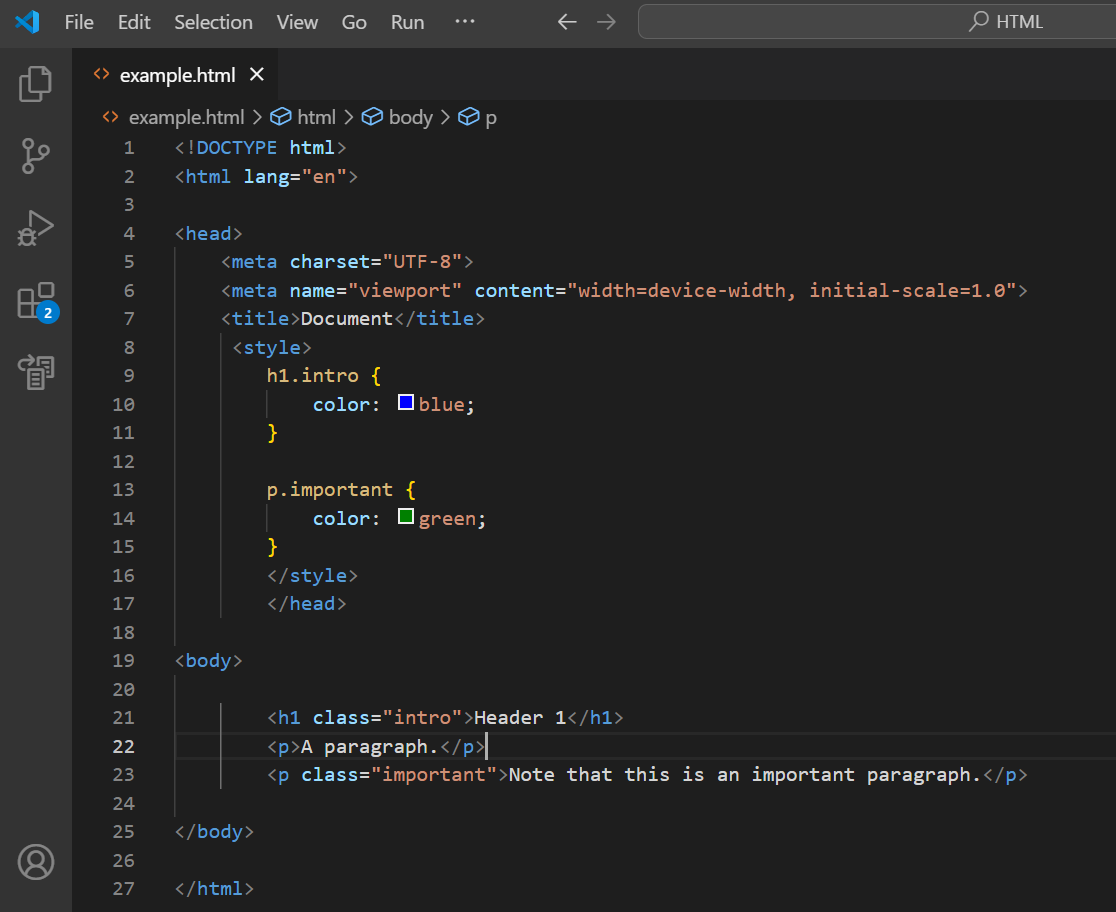 File Edit Selection View Go Run ··· HTML
example.html
example.html > html > body > p
1 <!DOCTYPE html>
2 <html lang="en">
3
4 <head>
5     <meta charset="UTF-8">
6     <meta name="viewport" content="width=device-width, initial-scale=1.0">
7     <title>Document</title>
8      <style>
9         h1.intro {
10             color: blue;
11         }
12
13         p.important {
14             color: green;
15         }
16         </style>
17         </head>
18
19 <body>
20
21         <h1 class="intro">Header 1</h1>
22         <p>A paragraph.</p>
23         <p class="important">Note that this is an important paragraph.</p>
24
25 </body>
26
27 </html>
2